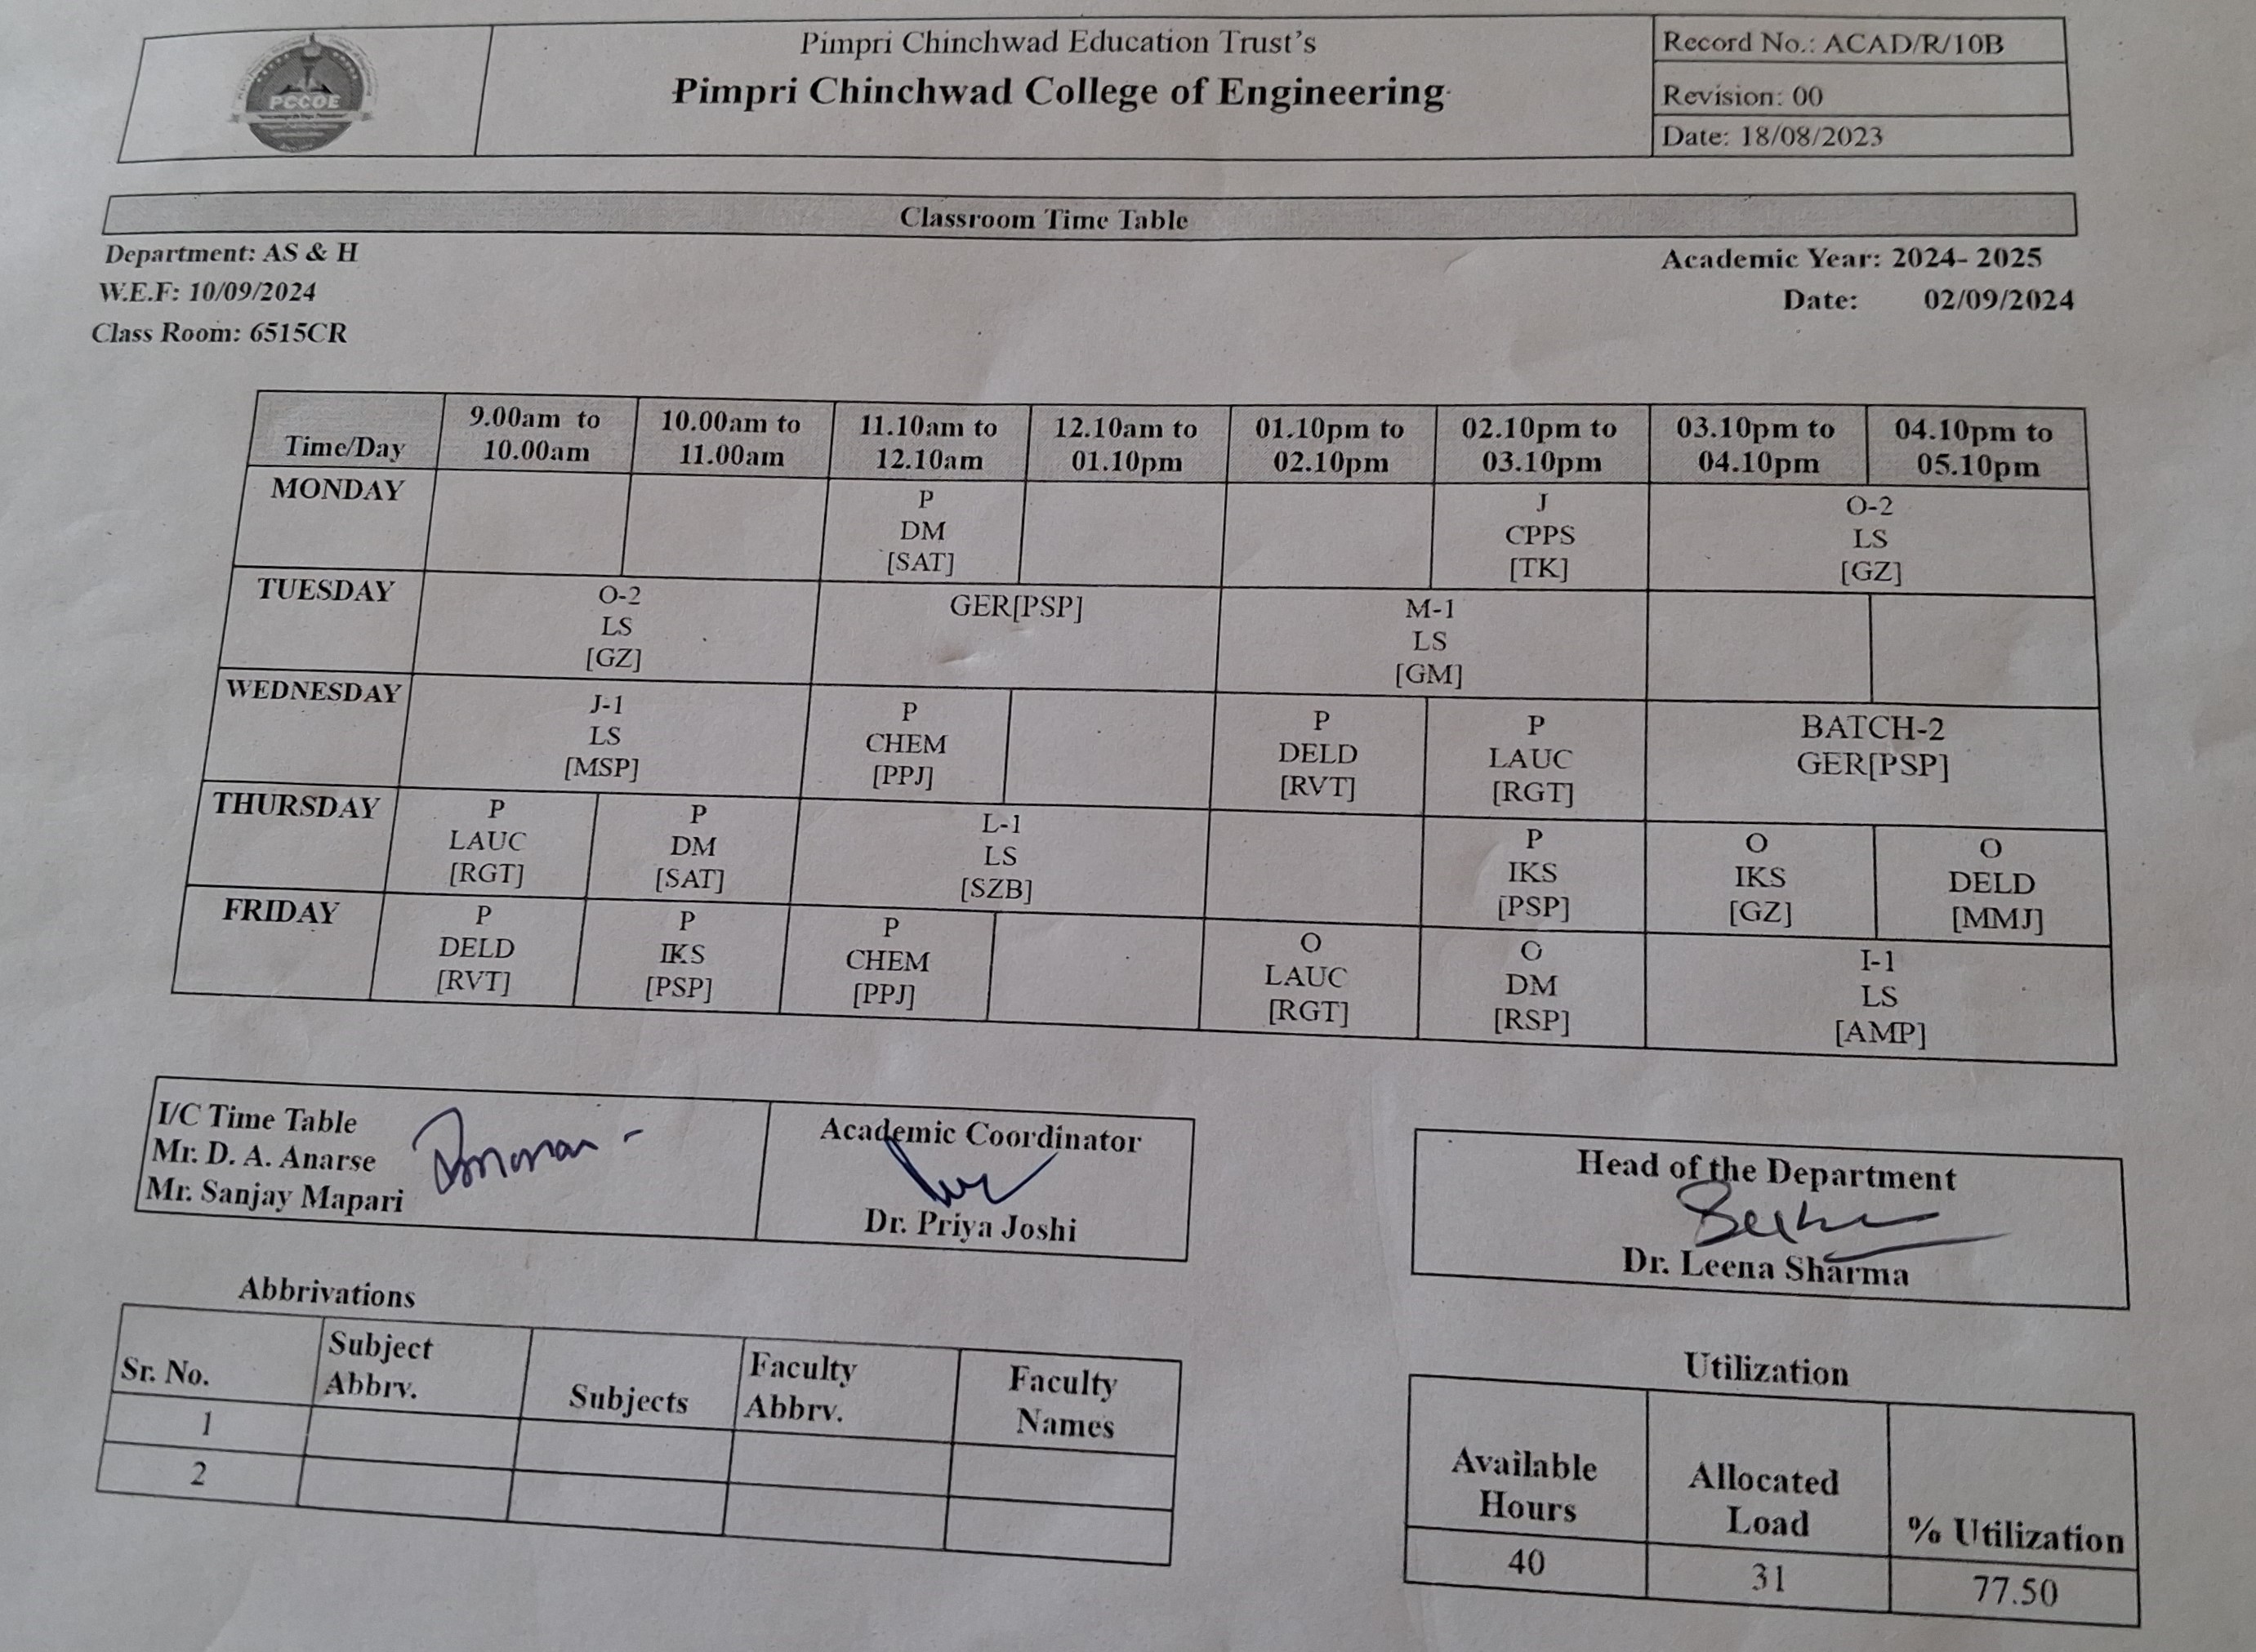 PCCOE
Pimpri Chinchwad Education Trust's
Pimpri Chinchwad College of Engineering
Record No.: ACAD/R/10B
Revision: 00
Date: 18/08/2023
Classroom Time Table
Department: AS & H
Academic Year: 2024- 2025
W.E.F: 10/09/2024
Date: 02/09/2024
Class Room: 6515CR
Time/Day
9.00am to
10.00am
10.00am to
11.00am
11.10am to
12.10am
12.10am to
01.10pm
01.10pm to
02.10pm
02.10pm to
03.10pm
03.10pm to
04.10pm
04.10pm to
05.10pm
MONDAY
P
DM
[SAT]
J
CPPS
[TK]
O-2
LS
[GZ]
TUESDAY
O-2
LS
[GZ]
GER[PSP]
M-1
LS
[GM]
WEDNESDAY
J-1
LS
[MSP]
P
CHEM
[PPJ]
P
DELD
[RVT]
P
LAUC
[RGT]
BATCH-2
GER[PSP]
THURSDAY
P
LAUC
[RGT]
P
DM
[SAT]
L-1
LS
[SZB]
P
IKS
[PSP]
O
IKS
[GZ]
O
DELD
[MMJ]
FRIDAY
P
DELD
[RVT]
P
IKS
[PSP]
P
CHEM
[PPJ]
O
LAUC
[RGT]
O
DM
[RSP]
I-1
LS
[AMP]
I/C Time Table
Mr. D. A. Anarse
Mr. Sanjay Mapari
Academic Coordinator
Dr. Priya Joshi
Head of the Department
Dr. Leena Sharma
Abbrivations
Sr. No.
Subject
Abbrv.
Subjects
Faculty
Abbrv.
Faculty
Names
1
2
Utilization
Available
Hours
Allocated
Load
% Utilization
40
31
77.50